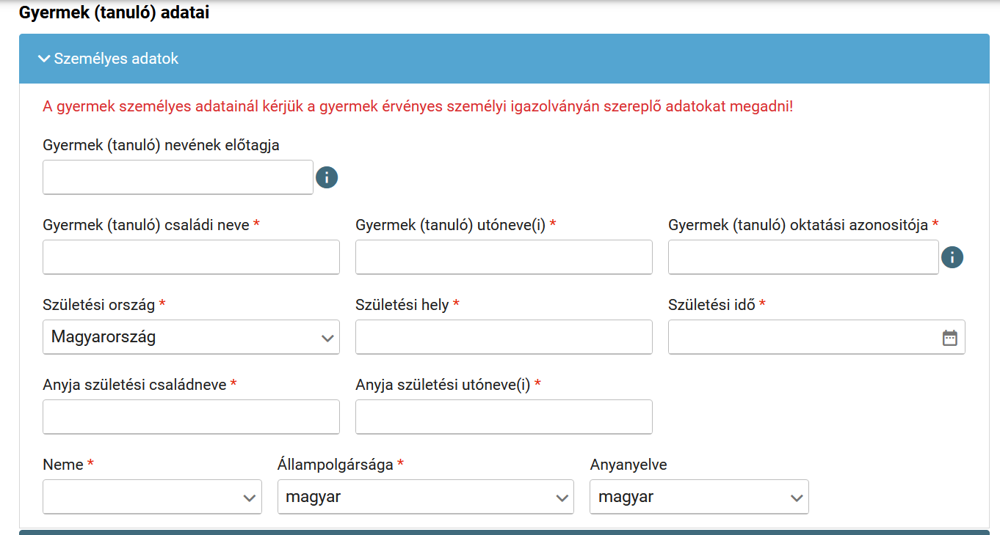 Gyermek (tanuló) adatai
Személyes adatok
A gyermek személyes adatainál kérjük a gyermek érvényes személyi igazolványán szereplő adatokat megadni!
Gyermek (tanuló) nevének előtagja
Gyermek (tanuló) családi neve *
Gyermek (tanuló) utóneve(i) *
Gyermek (tanuló) oktatási azonositója *
Születési ország *
Születési hely *
Születési idő *
Magyarország
Anyja születési családneve *
Anyja születési utóneve(i) *
Neme *
Állampolgársága *
Anyanyelve
magyar
magyar